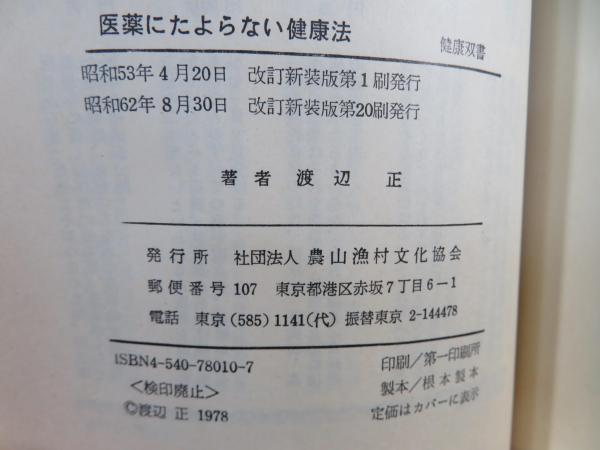 医薬にたよらない健康法
健康双書
昭和53年4月20日 改訂新装版第1刷発行
昭和62年8月30日 改訂新装版第20刷発行
著者 渡辺 正
発行所 社団法人 農山漁村文化協会
郵便番号107 東京都港区赤坂7丁目6-1
電話 東京(585)1141(代) 振替東京2-144478
ISBN4-540-78010-7
印刷/第一印刷所
<検印廃止>
製本/根本製本
©渡辺 正 1978
定価はカバーに表示